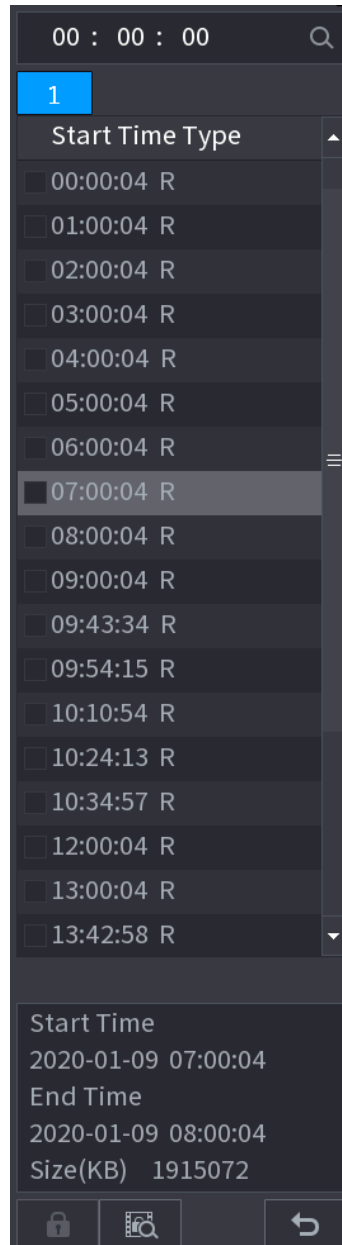 00 : 00 : 00
1
Start Time Type
00:00:04 R
01:00:04 R
02:00:04 R
03:00:04 R
04:00:04 R
05:00:04 R
06:00:04 R
07:00:04 R
08:00:04 R
09:00:04 R
09:43:34 R
09:54:15 R
10:10:54 R
10:24:13 R
10:34:57 R
12:00:04 R
13:00:04 R
13:42:58 R
Start Time
2020-01-09 07:00:04
End Time
2020-01-09 08:00:04
Size(KB) 1915072